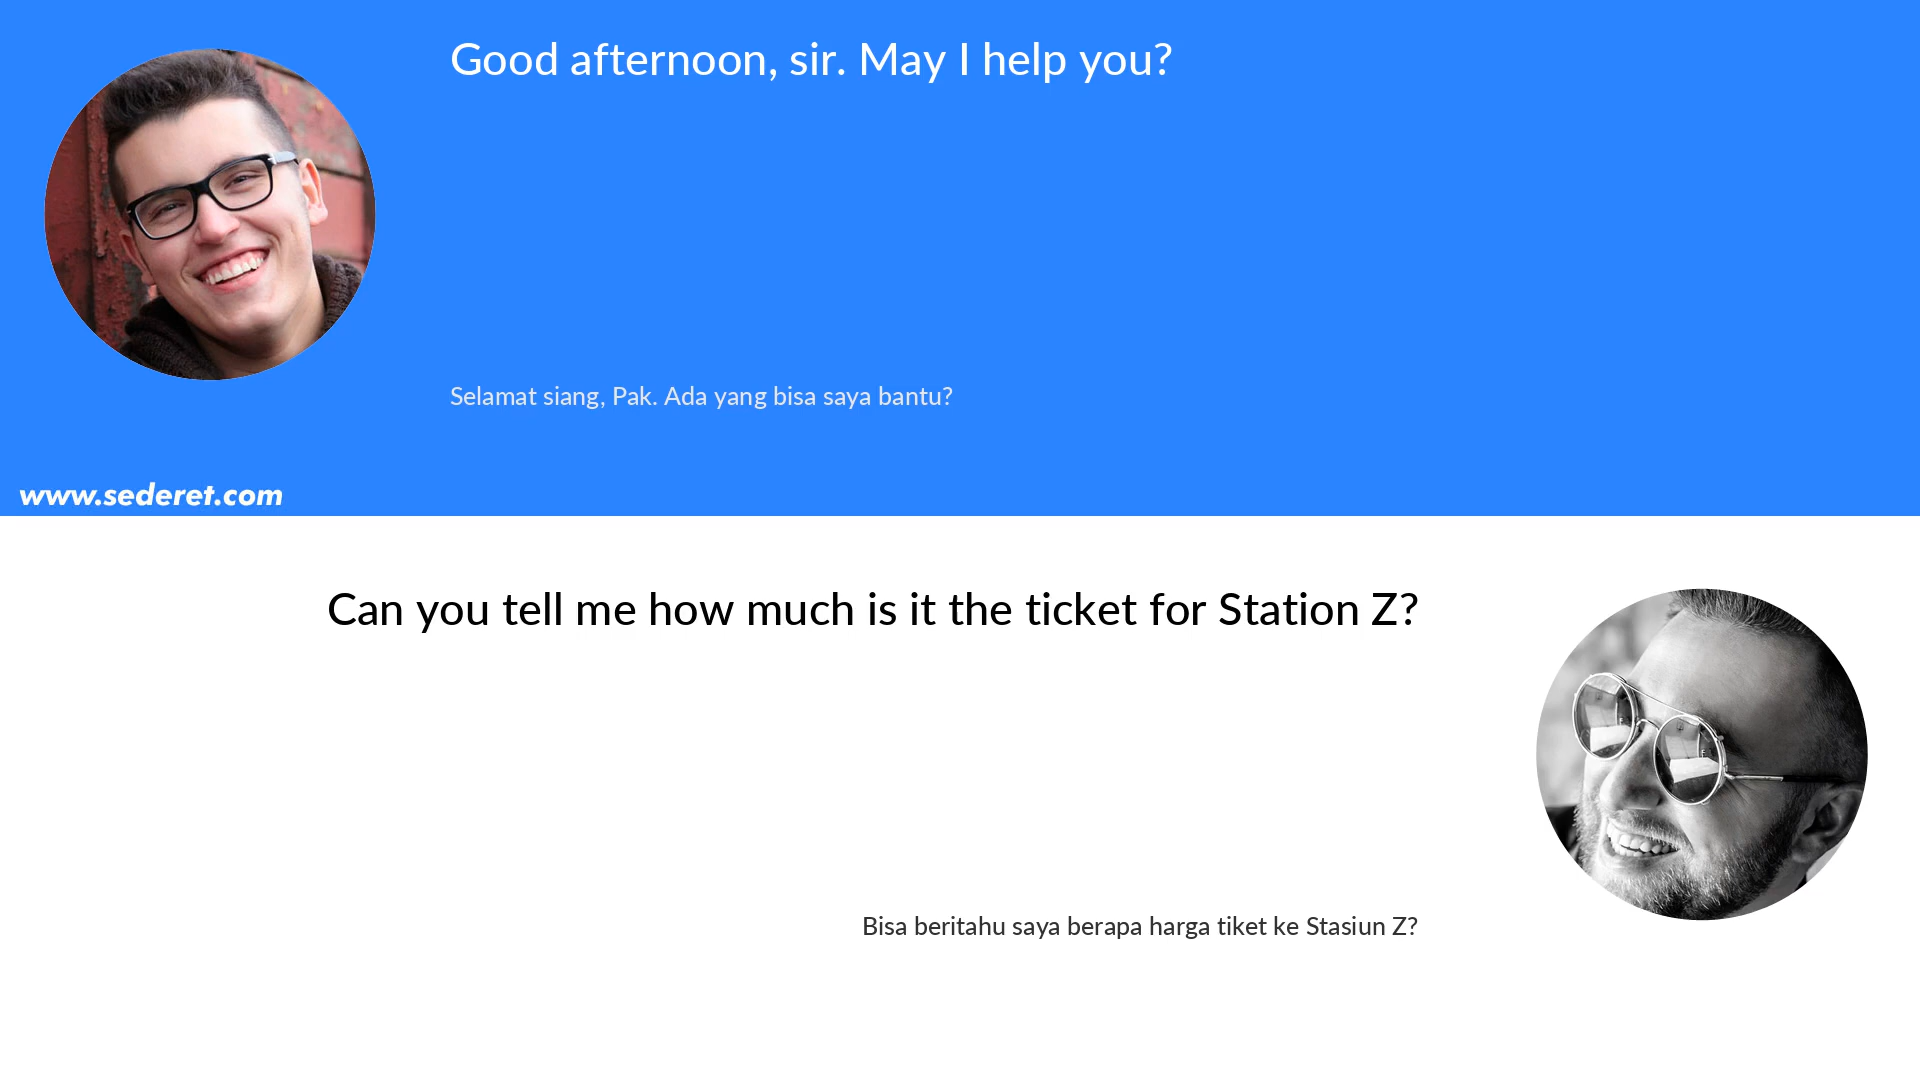 Good afternoon, sir. May I help you?
Selamat siang, Pak. Ada yang bisa saya bantu?
www.sederet.com
Can you tell me how much is it the ticket for Station Z?
Bisa beritahu saya berapa harga tiket ke Stasiun Z?